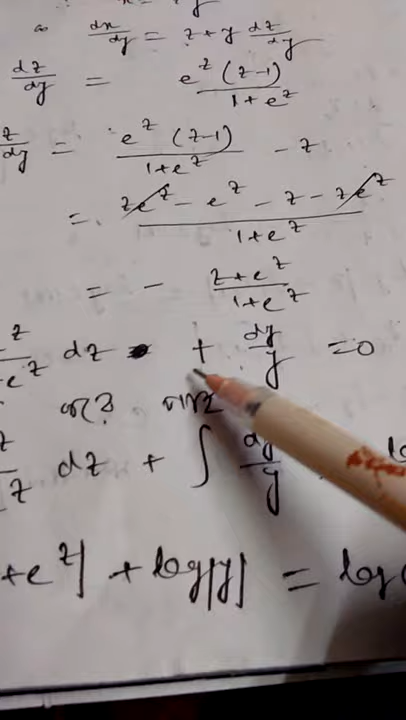 ∴ dx/dy = z + y dz/dy
dz/dy = e^z (z-1) / 1+e^z
z/dy = e^z (z-1) / 1+e^z - z
= ze^z - e^z - z - ze^z / 1+e^z
= - z+e^z / 1+e^z
dz + dy/y = 0
dz + ∫ dy/y
+e^z| + log|y| = log